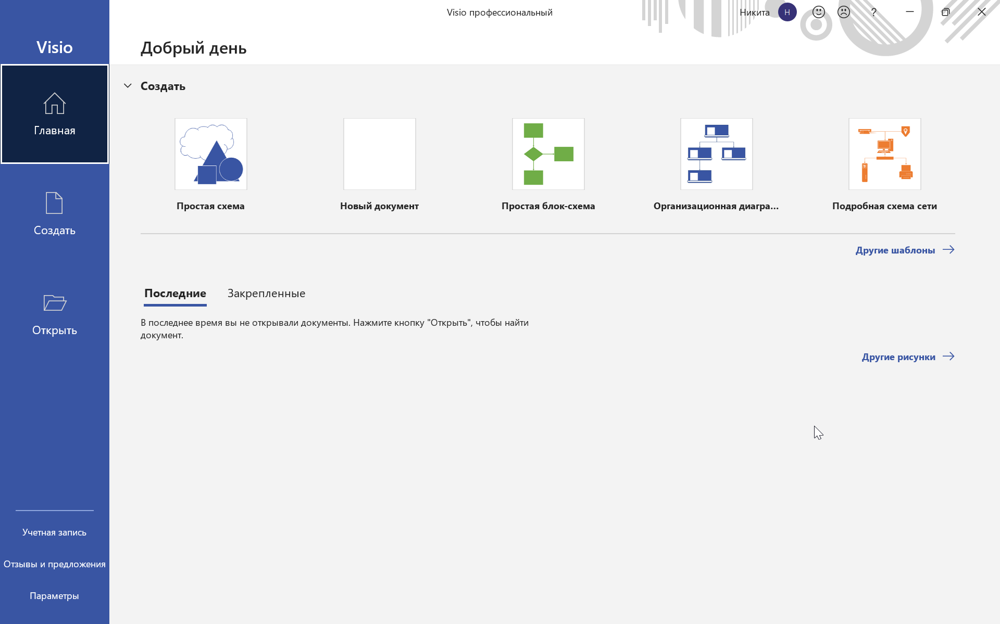 Visio профессиональный
Никита
Н
?
Visio
Добрый день
Главная
Создать
Открыть
Учетная запись
Отзывы и предложения
Параметры
Создать
Простая схема
Новый документ
Простая блок-схема
Организационная диагра...
Подробная схема сети
Другие шаблоны
Последние
Закрепленные
В последнее время вы не открывали документы. Нажмите кнопку "Открыть", чтобы найти
документ.
Другие рисунки